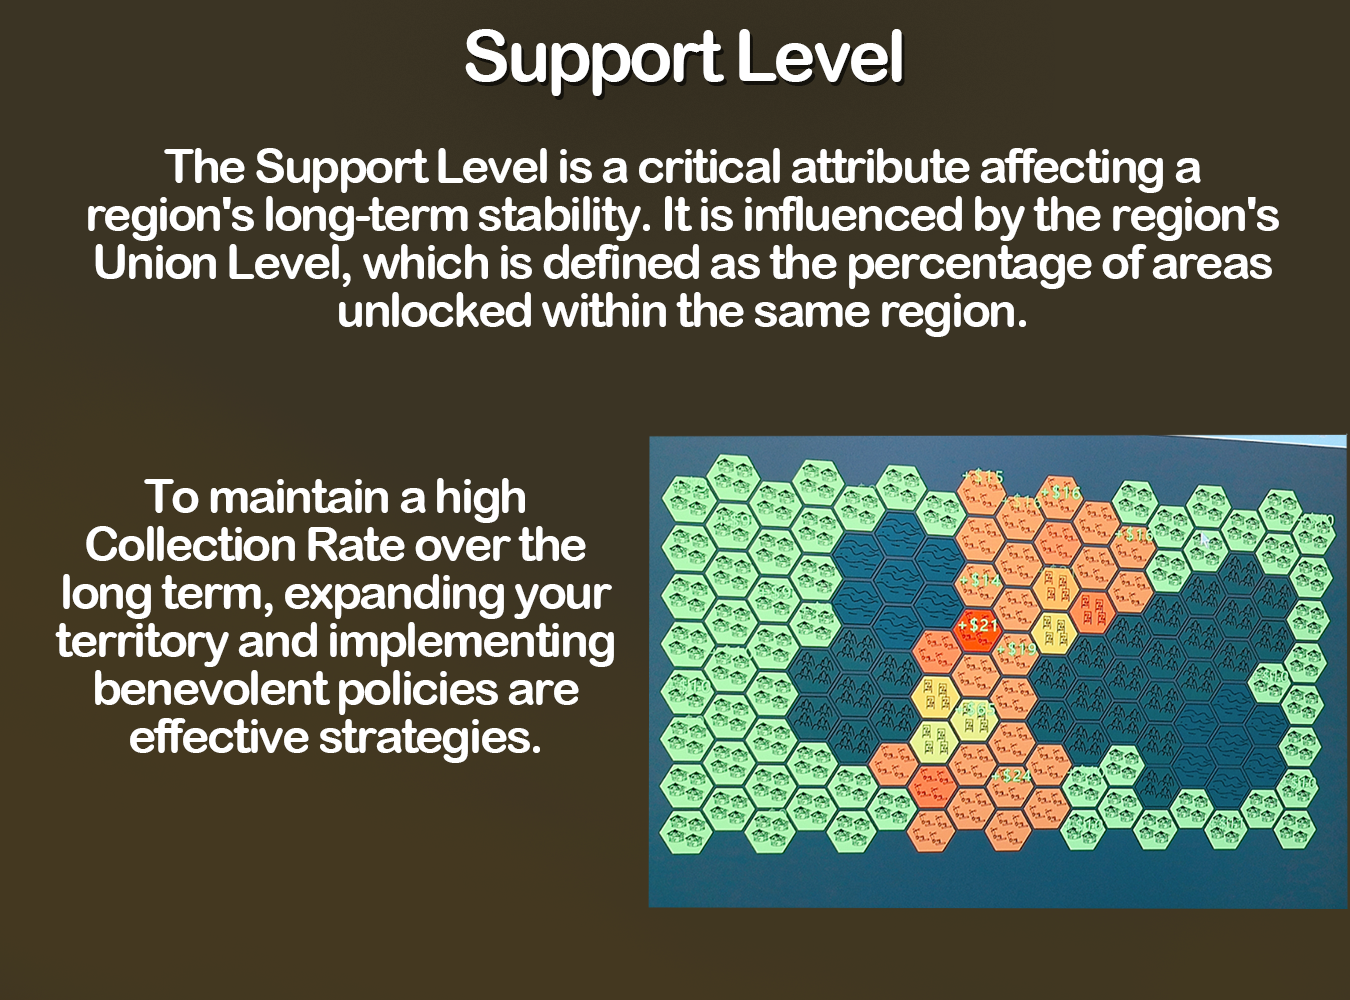 Support Level
The Support Level is a critical attribute affecting a
region's long-term stability. It is influenced by the region's
Union Level, which is defined as the percentage of areas
unlocked within the same region.
To maintain a high
Collection Rate over the
long term, expanding your
territory and implementing
benevolent policies are
effective strategies.
+$15
+$16
+$16
+$14
+$21
+$19
+$24